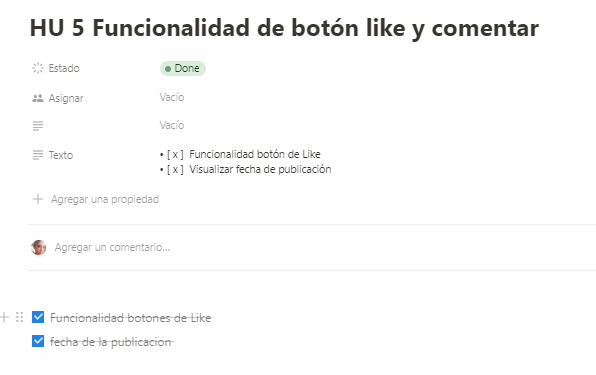 HU 5 Funcionalidad de botón like y comentar
Estado Done
Asignar Vacío
Vacío
Texto • [ x ] Funcionalidad botón de Like
• [ x ] Visualizar fecha de publicación
Agregar una propiedad
Agregar un comentario...
Funcionalidad botones de Like
fecha de la publicacion